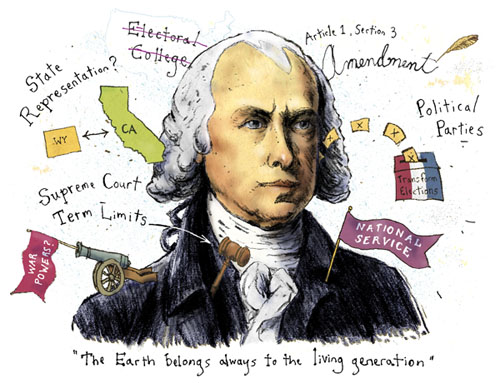 Electoral
College
Article 1, Section 3
Amendment
State
Representation?
WY
CA
Political
Parties
X
X
X
Transform
Elections
Supreme Court
Term Limits
WAR
POWERS?
NATIONAL
SERVICE
"The Earth belongs always to the living generation"